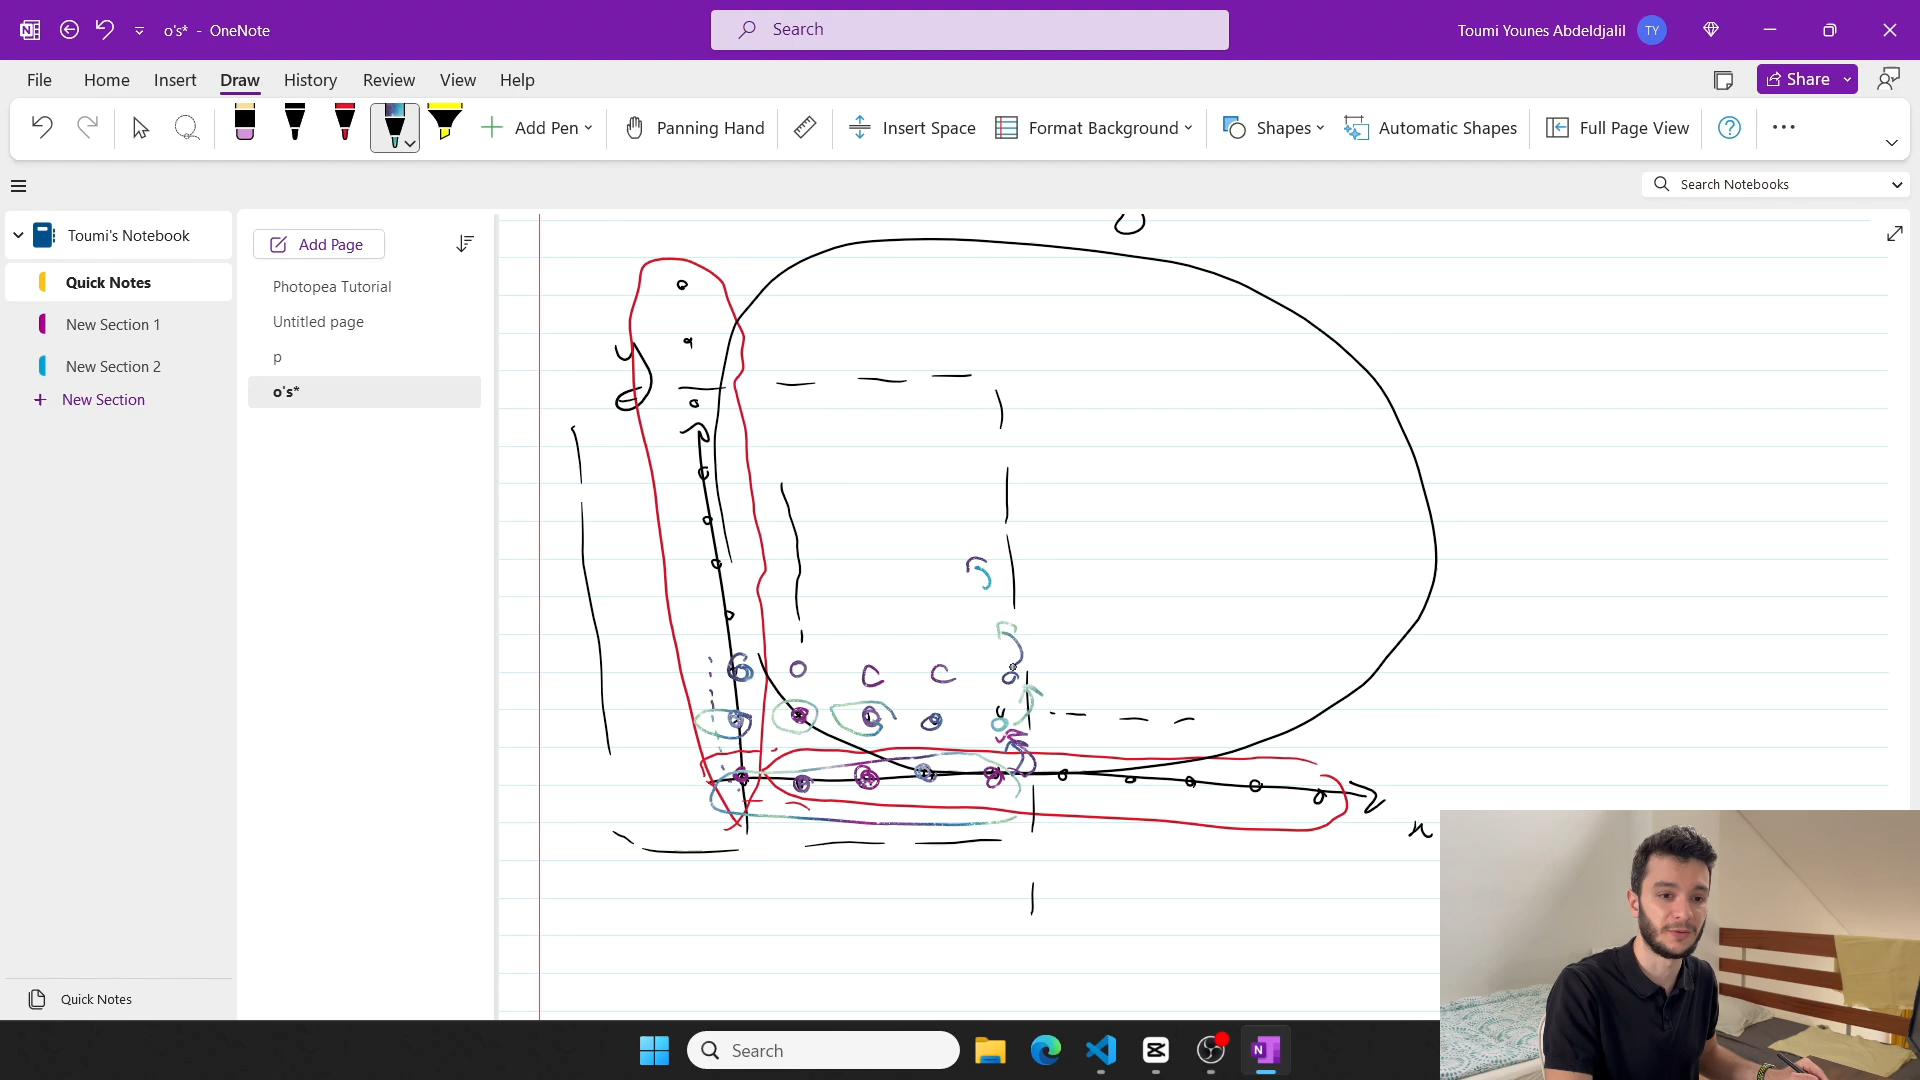 o's* - OneNote
Search
Toumi Younes Abdeldjalil
TY
File Home Insert Draw History Review View Help
Share
Add Pen
Panning Hand
Insert Space
Format Background
Shapes
Automatic Shapes
Full Page View
Search Notebooks
Toumi's Notebook
Add Page
Quick Notes
New Section 1
New Section 2
New Section
Photopea Tutorial
Untitled page
p
o's*
y
x
Quick Notes
Search